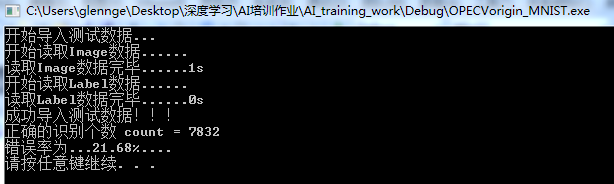 C:\Users\glennge\Desktop\深度学习\AI培训作业\AI_training_work\Debug\OPECVorigin_MNIST.exe
开始导入测试数据...
开始读取Image数据......
读取Image数据完毕......1s
开始读取Label数据......
读取Label数据完毕......0s
成功导入测试数据！！！
正确的识别个数 count = 7832
错误率为...21.68%....
请按任意键继续. . .